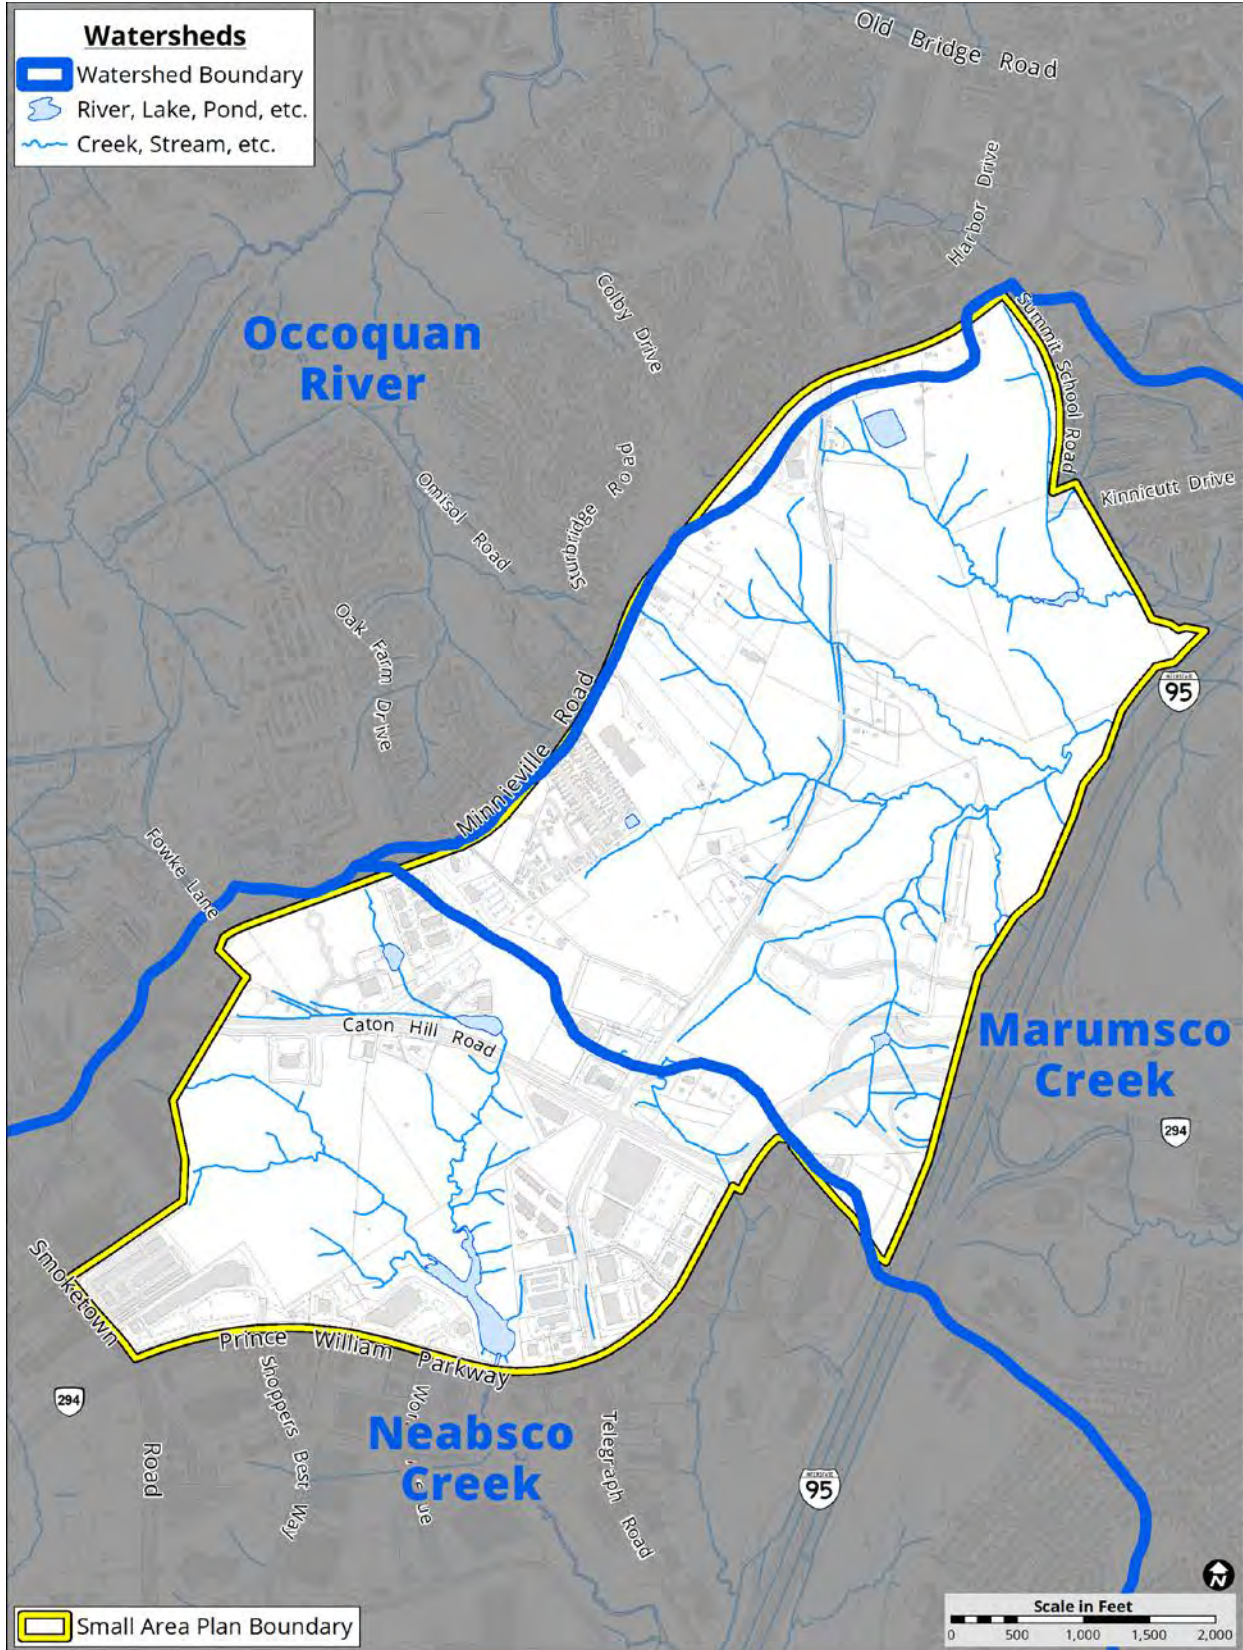 Watersheds
Watershed Boundary
River, Lake, Pond, etc.
Creek, Stream, etc.
Old Bridge Road
Harbor Drive
Summit School Road
Colby Drive
Occoquan
River
Kinnicutt Drive
Omisol Road
Sturbridge Road
Oak Farm Drive
INTERSTATE
95
Minnieville Road
Fowke Lane
Caton Hill Road
Marumsco
Creek
294
Smoketown
Road
Prince William Parkway
294
Shoppers Best Way
Telegraph Road
Neabsco
Creek
INTERSTATE
95
N
Scale in Feet
0 500 1,000 1,500 2,000
Small Area Plan Boundary